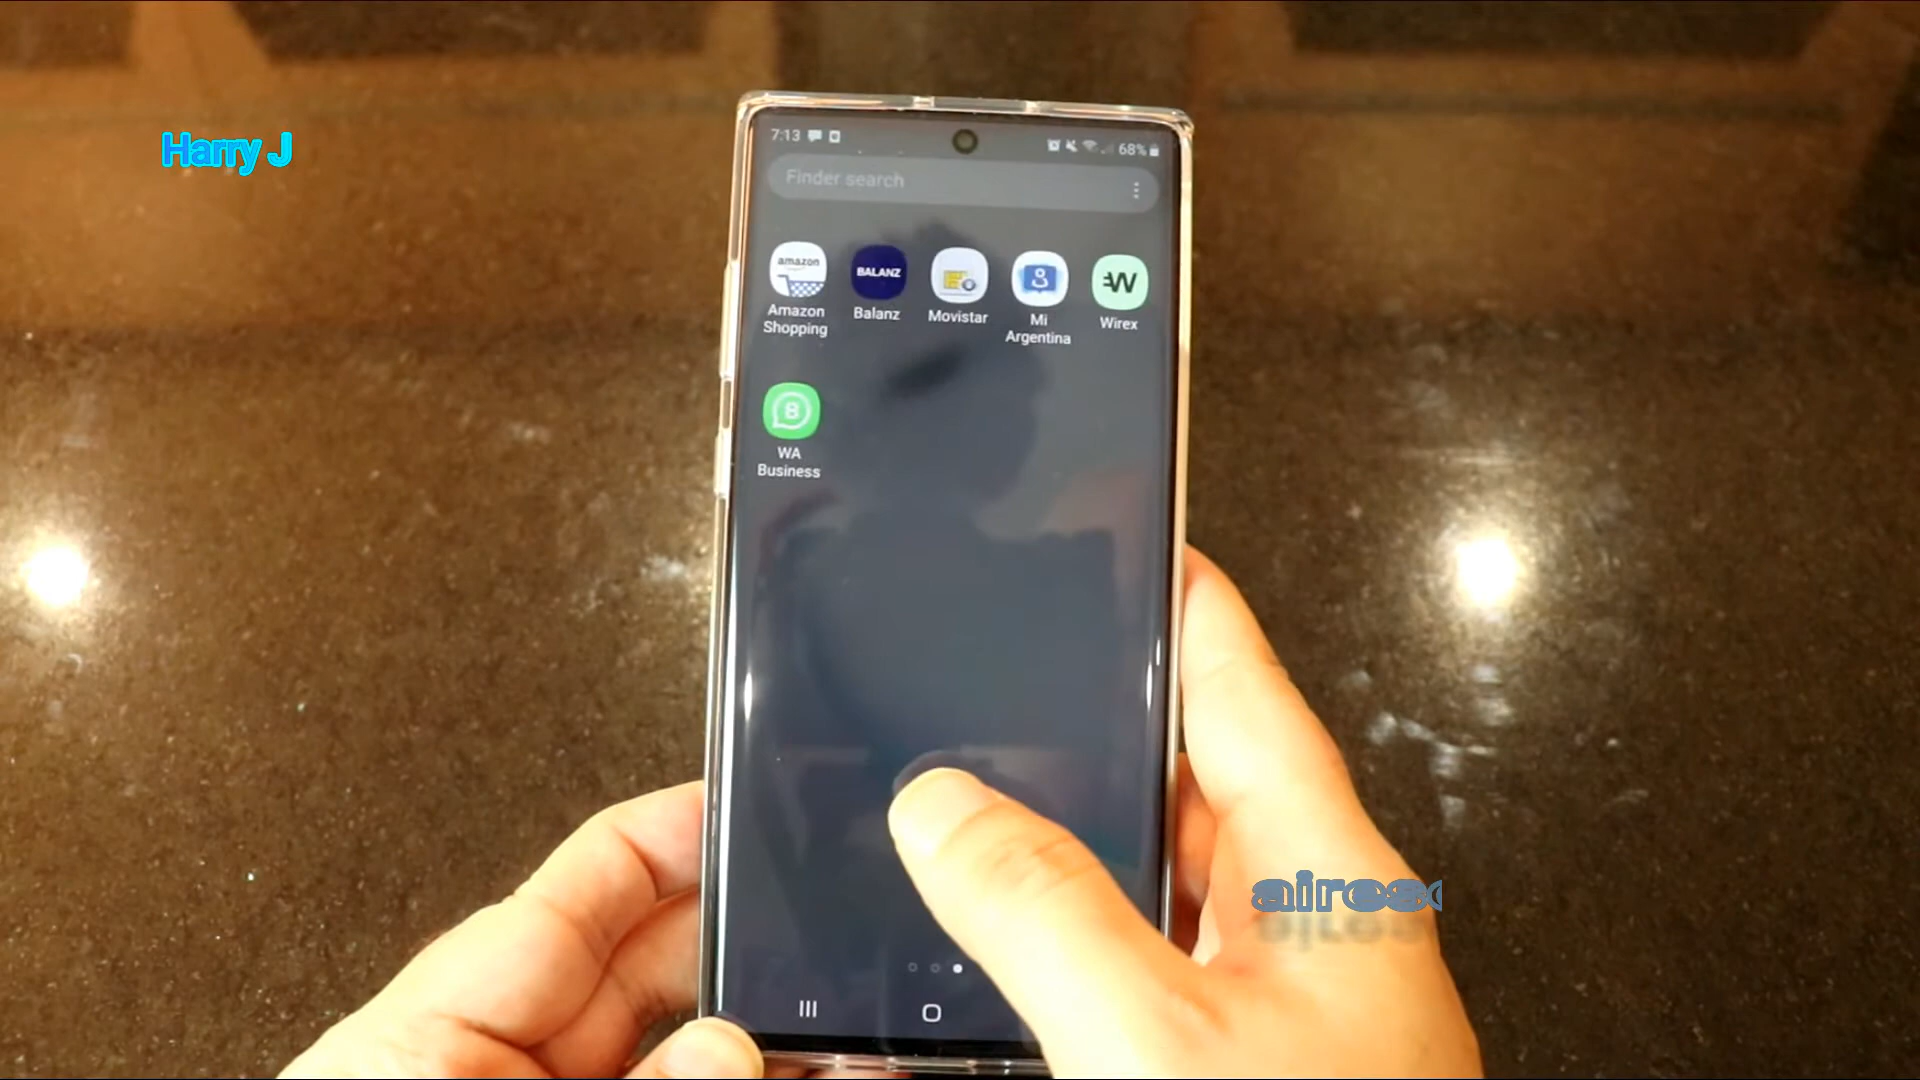 Harry J
7:13
68%
Finder search
amazon
BALANZ
W
Amazon
Shopping
Balanz
Movistar
Mi
Argentina
Wirex
WA
Business